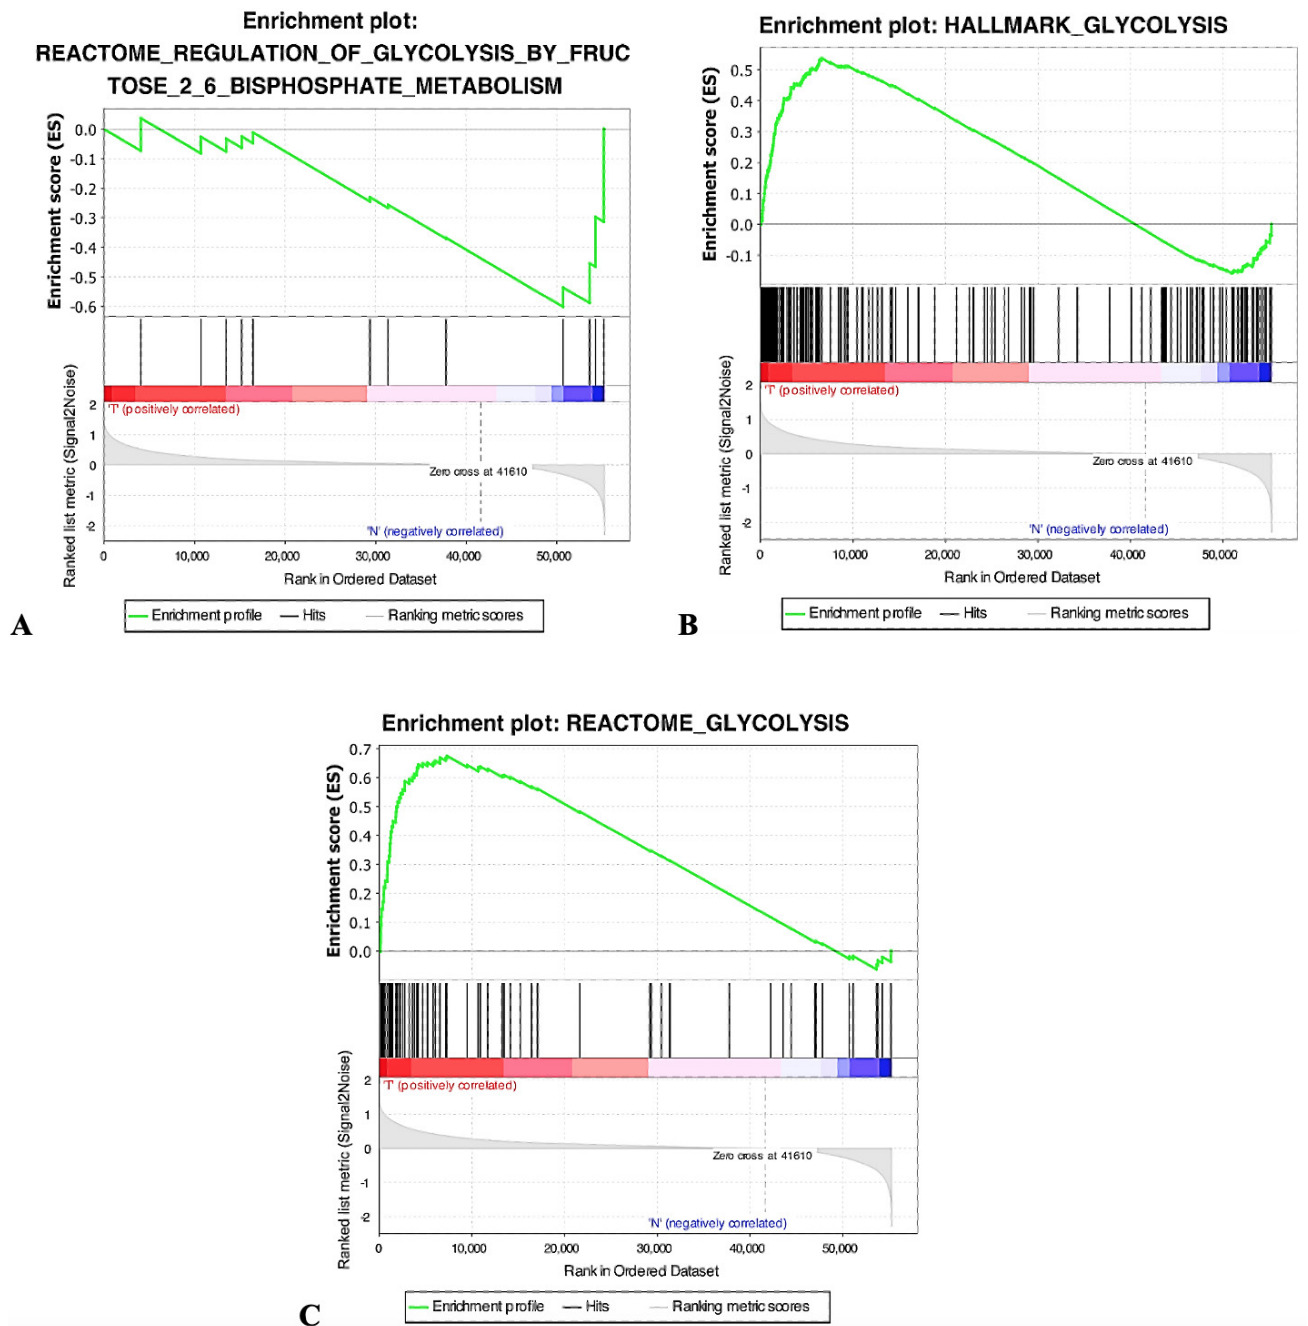 Enrichment plot:
REACTOME_REGULATION_OF_GLYCOLYSIS_BY_FRUC
TOSE_2_6_BISPHOSPHATE_METABOLISM
Enrichment score (ES)
0.0
-0.1
-0.2
-0.3
-0.4
-0.5
-0.6
Ranked list metric (Signal2Noise)
'T' (positively correlated)
2
1
0
-1
-2
Zero cross at 41610
'N' (negatively correlated)
0 10,000 20,000 30,000 40,000 50,000
Rank in Ordered Dataset
Enrichment profile Hits Ranking metric scores
A
Enrichment plot: HALLMARK_GLYCOLYSIS
Enrichment score (ES)
0.5
0.4
0.3
0.2
0.1
0.0
-0.1
Ranked list metric (Signal2Noise)
'T' (positively correlated)
2
1
0
-1
-2
Zero cross at 41610
'N' (negatively correlated)
0 10,000 20,000 30,000 40,000 50,000
Rank in Ordered Dataset
Enrichment profile Hits Ranking metric scores
B
Enrichment plot: REACTOME_GLYCOLYSIS
Enrichment score (ES)
0.7
0.6
0.5
0.4
0.3
0.2
0.1
0.0
Ranked list metric (Signal2Noise)
'T' (positively correlated)
2
1
0
-1
-2
Zero cross at 41610
'N' (negatively correlated)
0 10,000 20,000 30,000 40,000 50,000
Rank in Ordered Dataset
Enrichment profile Hits Ranking metric scores
C